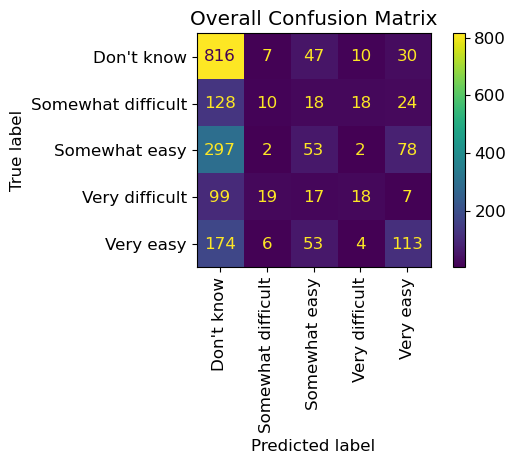 Overall Confusion Matrix
True label
Don't know 816 7 47 10 30
Somewhat difficult 128 10 18 18 24
Somewhat easy 297 2 53 2 78
Very difficult 99 19 17 18 7
Very easy 174 6 53 4 113
Don't know
Somewhat difficult
Somewhat easy
Very difficult
Very easy
Predicted label
800
600
400
200